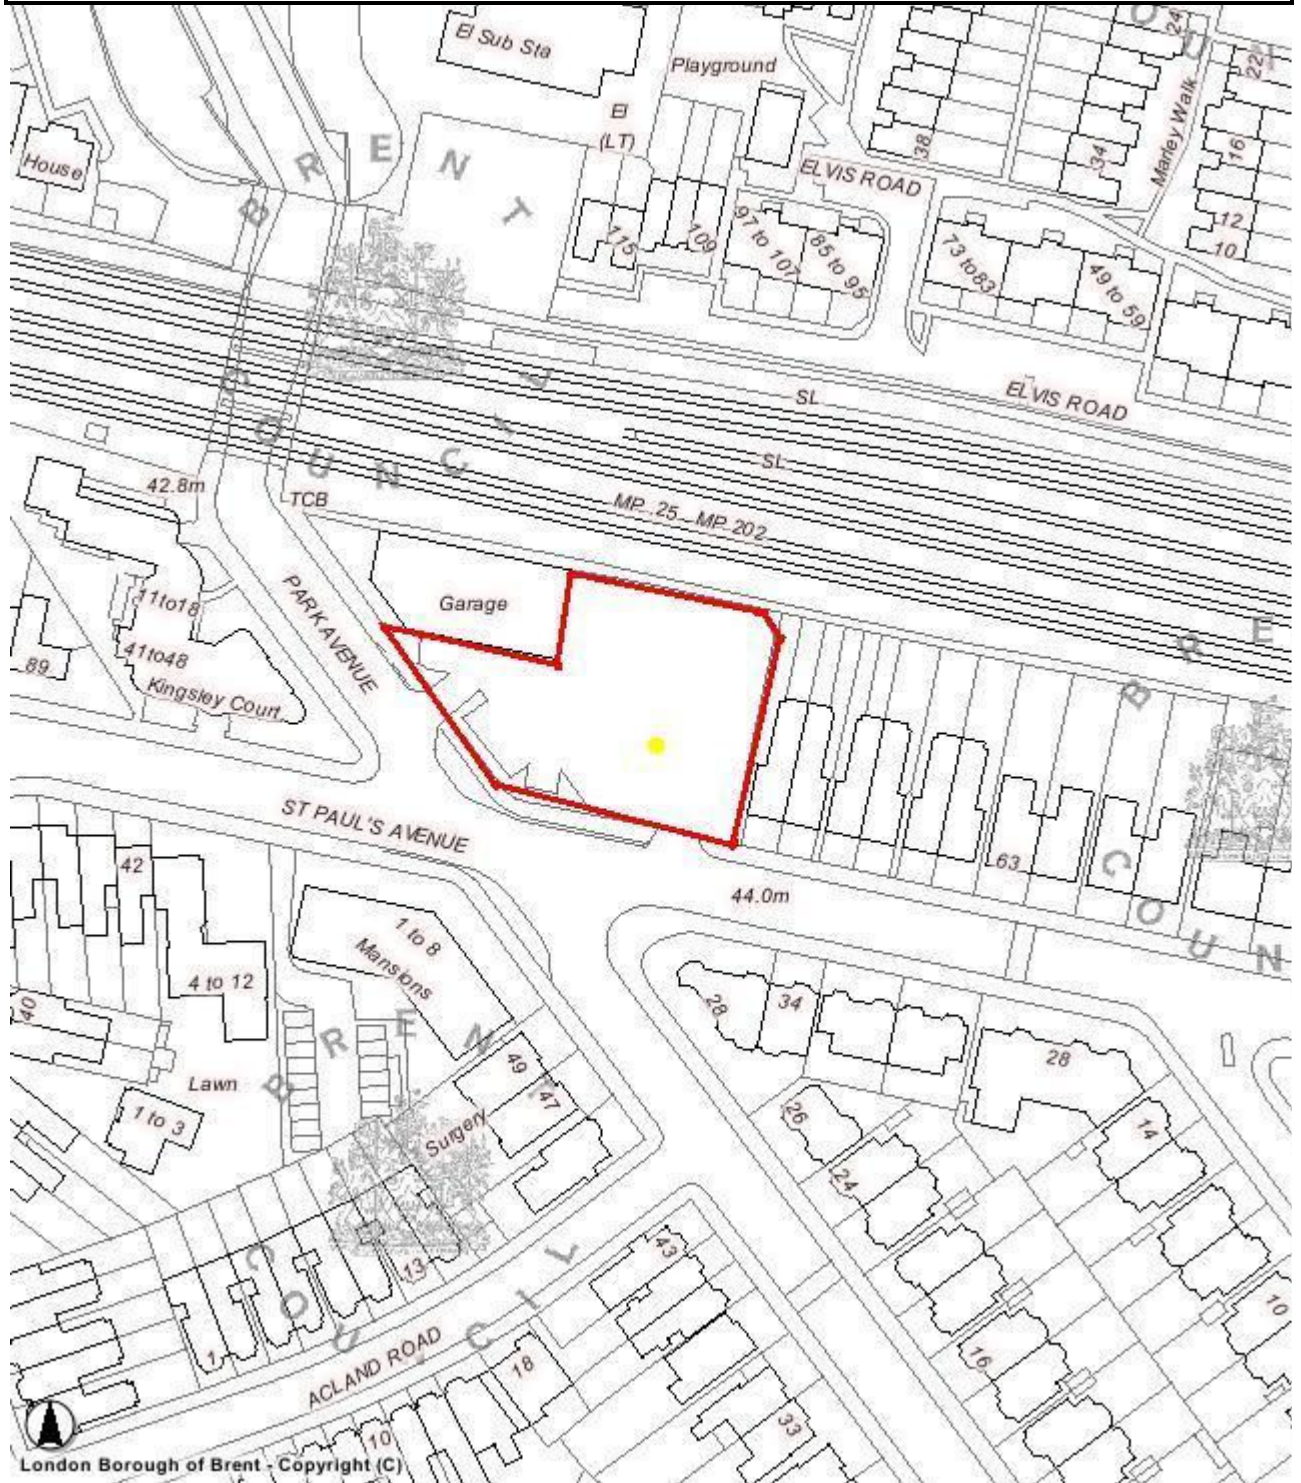 El Sub Sta
Playground
24
22
El
(LT)
House
BRENT
38
34
Marley Walk
16
ELVIS ROAD
12
10
115
109
97 to 107
85 to 95
73 to 83
49 to 59
COUNCIL
SL
ELVIS ROAD
SL
42.8m
TCB
MP .25 - MP 202
11to18
PARK AVENUE
Garage
41to48
89
Kingsley Court
BRE
ST PAUL'S AVENUE
42
63
COUN
44.0m
1 to 8
Mansions
4 to 12
40
28
34
28
BRENT
Lawn
49
47
1 to 3
Surgery
26
24
14
13
43
COUNCIL
1
ACLAND ROAD
18
10
16
33
10
London Borough of Brent - Copyright (C)